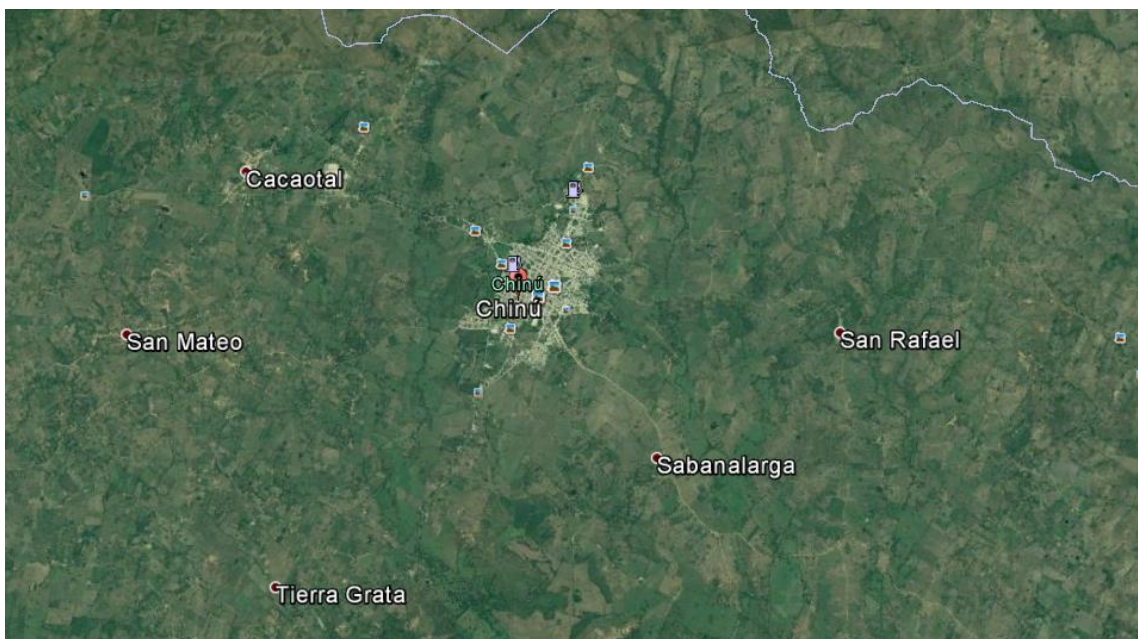 Cacaotal
Chinú
Chinú
San Mateo
San Rafael
Sabanalarga
Tierra Grata